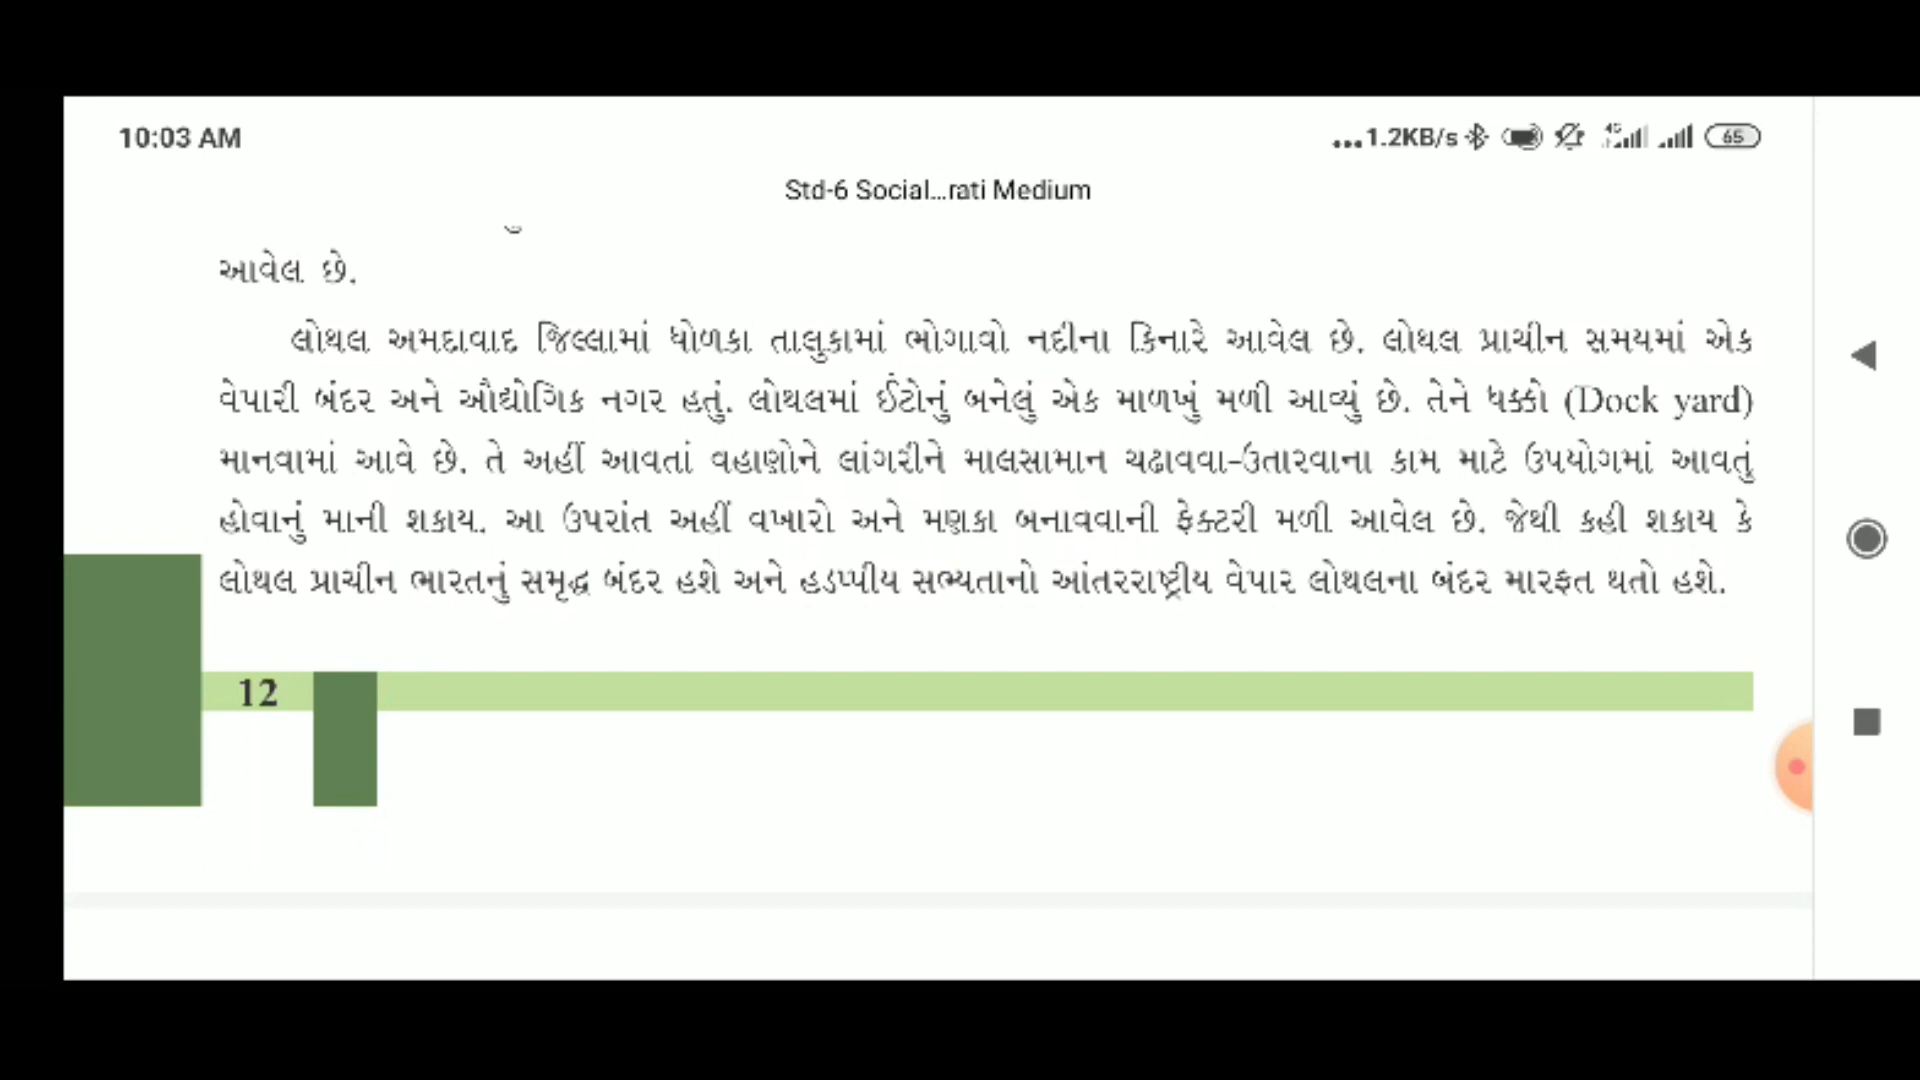 10:03 AM ...1.2KB/s 4G 65
Std-6 Social...rati Medium
આવેલ છે.
લોથલ અમદાવાદ જિલ્લામાં ધોળકા તાલુકામાં ભોગાવો નદીના કિનારે આવેલ છે. લોથલ પ્રાચીન સમયમાં એક
વેપારી બંદર અને ઔદ્યોગિક નગર હતું. લોથલમાં ઈંટોનું બનેલું એક માળખું મળી આવ્યું છે. તેને ધક્કો (Dock yard)
માનવામાં આવે છે. તે અહીં આવતાં વહાણોને લાંગરીને માલસામાન ચઢાવવા-ઉતારવાના કામ માટે ઉપયોગમાં આવતું
હોવાનું માની શકાય. આ ઉપરાંત અહીં વખારો અને મણકા બનાવવાની ફેક્ટરી મળી આવેલ છે. જેથી કહી શકાય કે
લોથલ પ્રાચીન ભારતનું સમૃદ્ધ બંદર હશે અને હડપ્પીય સભ્યતાનો આંતરરાષ્ટ્રીય વેપાર લોથલના બંદર મારફત થતો હશે.
12